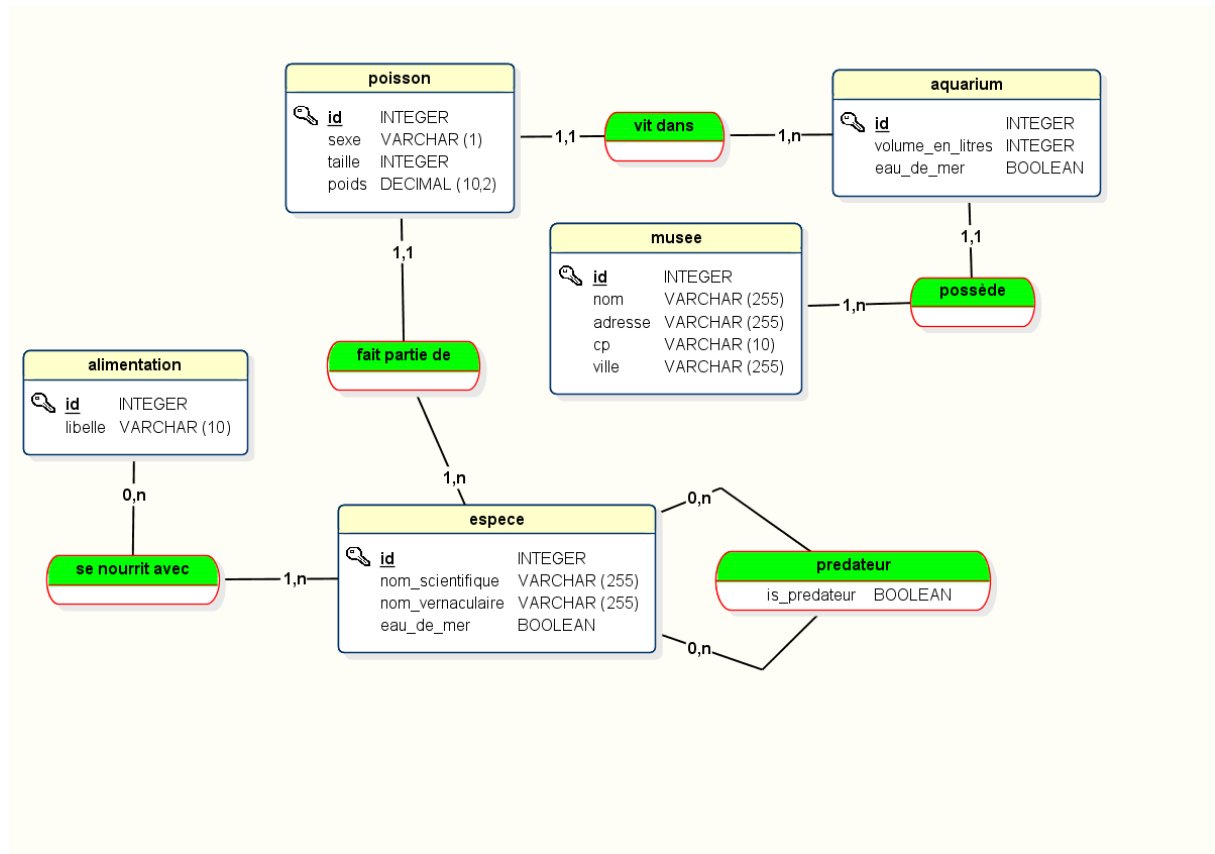 poisson
id INTEGER
sexe VARCHAR (1)
taille INTEGER
poids DECIMAL (10,2)
1,1
vit dans
1,n
aquarium
id INTEGER
volume_en_litres INTEGER
eau_de_mer BOOLEAN
1,1
possède
1,n
musee
id INTEGER
nom VARCHAR (255)
adresse VARCHAR (255)
cp VARCHAR (10)
ville VARCHAR (255)
1,1
fait partie de
1,n
alimentation
id INTEGER
libelle VARCHAR (10)
0,n
se nourrit avec
1,n
espece
id INTEGER
nom_scientifique VARCHAR (255)
nom_vernaculaire VARCHAR (255)
eau_de_mer BOOLEAN
0,n
predateur
is_predateur BOOLEAN
0,n